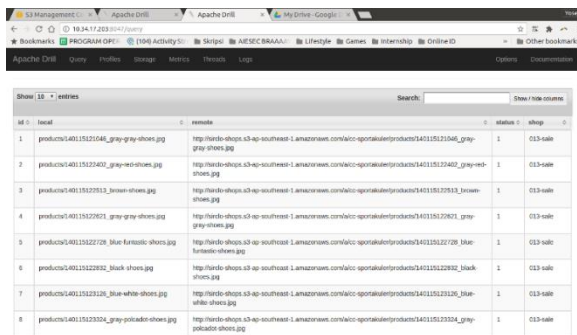 S3 Management Co
Apache Drill
Apache Drill
My Drive - Google
10.34.17.203:8047/query
Bookmarks PROGRAM OPER (104) Activity St Skripsi AIESEC BRAAAA Lifestyle Games Internship Online ID Other bookmark
Apache Drill Query Profiles Storage Metrics Threads Logs Options Documentation
Show 10 entries Search: Show / hide columns
id local remote status shop
1 products/140115121046_gray-gray-shoes.jpg http://sirclo-shops.s3-ap-southeast-1.amazonaws.com/a/cc-sportakuler/products/140115121046_gray- 1 013-sale
gray-shoes.jpg
2 products/140115122402_gray-red-shoes.jpg http://sirclo-shops.s3-ap-southeast-1.amazonaws.com/a/cc-sportakuler/products/140115122402_gray-red- 1 013-sale
shoes.jpg
3 products/140115122513_brown-shoes.jpg http://sirclo-shops.s3-ap-southeast-1.amazonaws.com/a/cc-sportakuler/products/140115122513_brown- 1 013-sale
shoes.jpg
4 products/140115122621_gray-gray-shoes.jpg http://sirclo-shops.s3-ap-southeast-1.amazonaws.com/a/cc-sportakuler/products/140115122621_gray- 1 013-sale
gray-shoes.jpg
5 products/140115122726_blue-funtastic-shoes.jpg http://sirclo-shops.s3-ap-southeast-1.amazonaws.com/a/cc-sportakuler/products/140115122726_blue- 1 013-sale
funtastic-shoes.jpg
6 products/140115122832_black-shoes.jpg http://sirclo-shops.s3-ap-southeast-1.amazonaws.com/a/cc-sportakuler/products/140115122832_black- 1 013-sale
shoes.jpg
7 products/140115123126_blue-white-shoes.jpg http://sirclo-shops.s3-ap-southeast-1.amazonaws.com/a/cc-sportakuler/products/140115123126_blue- 1 013-sale
white-shoes.jpg
8 products/140115123224_gray-polcadot-shoes.jpg http://sirclo-shops.s3-ap-southeast-1.amazonaws.com/a/cc-sportakuler/products/140115123224_gray- 1 013-sale
polcadot-shoes.jpg